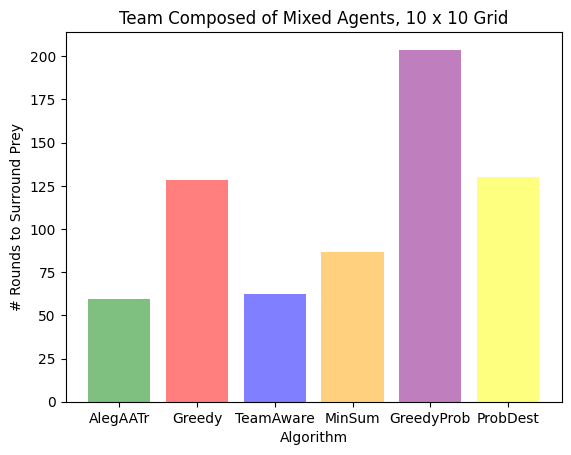 Team Composed of Mixed Agents, 10 x 10 Grid
# Rounds to Surround Prey
200
175
150
125
100
75
50
25
0
AlegAATr Greedy TeamAware MinSum GreedyProb ProbDest
Algorithm